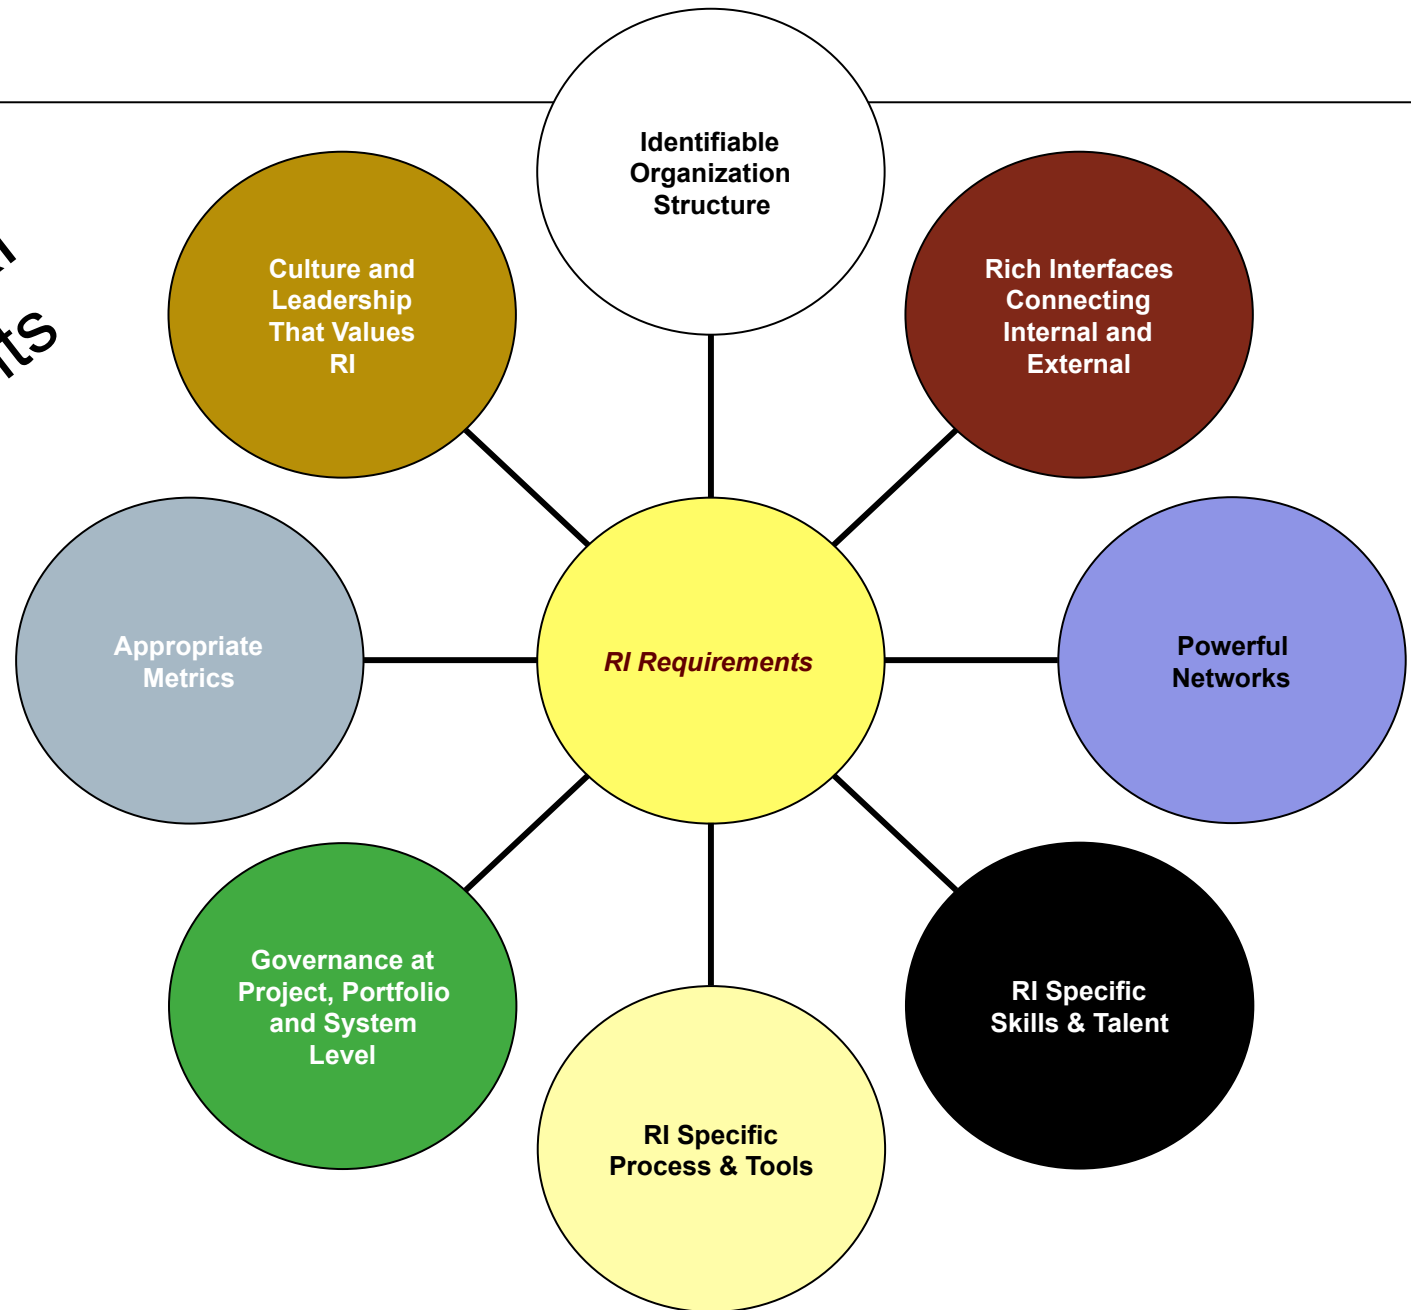 Identifiable
Organization
Structure
Culture and
Leadership
That Values
RI
Rich Interfaces
Connecting
Internal and
External
Appropriate
Metrics
RI Requirements
Powerful
Networks
Governance at
Project, Portfolio
and System
Level
RI Specific
Skills & Talent
RI Specific
Process & Tools